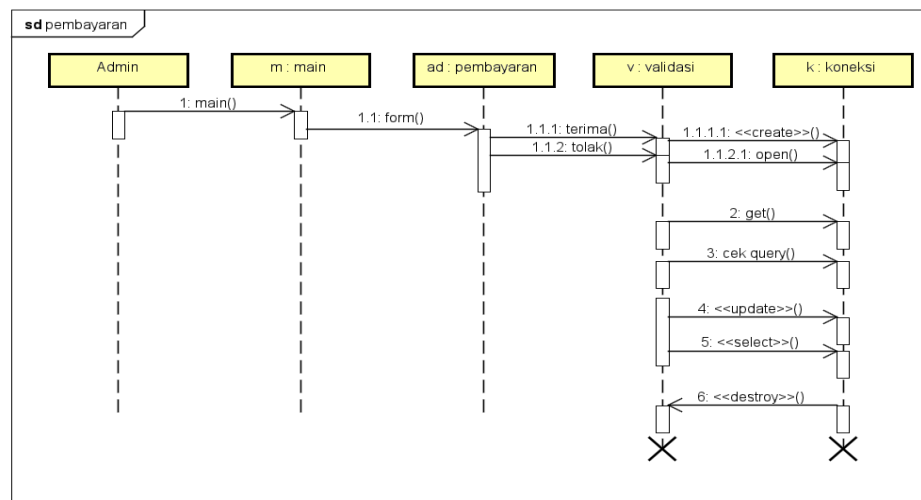 sd pembayaran
Admin
m : main
ad : pembayaran
v : validasi
k : koneksi
1: main()
1.1: form()
1.1.1: terima()
1.1.1.1: <<create>>()
1.1.2: tolak()
1.1.2.1: open()
2: get()
3: cek query()
4: <<update>>()
5: <<select>>()
6: <<destroy>>()